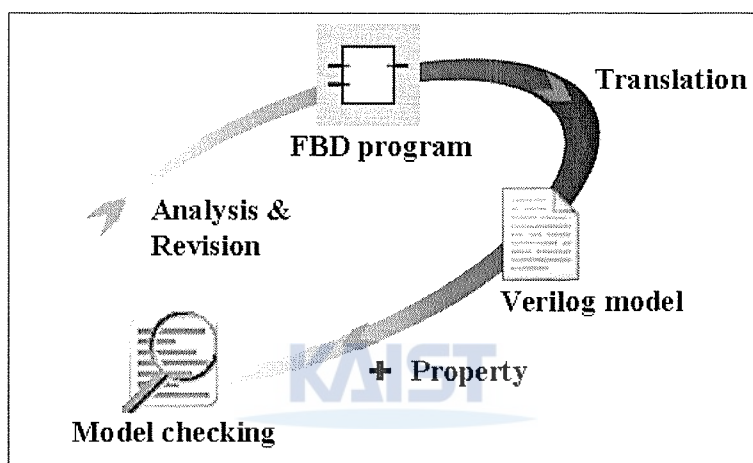 FBD program
Translation
Verilog model
+ Property
KAIST
Model checking
Analysis &
Revision